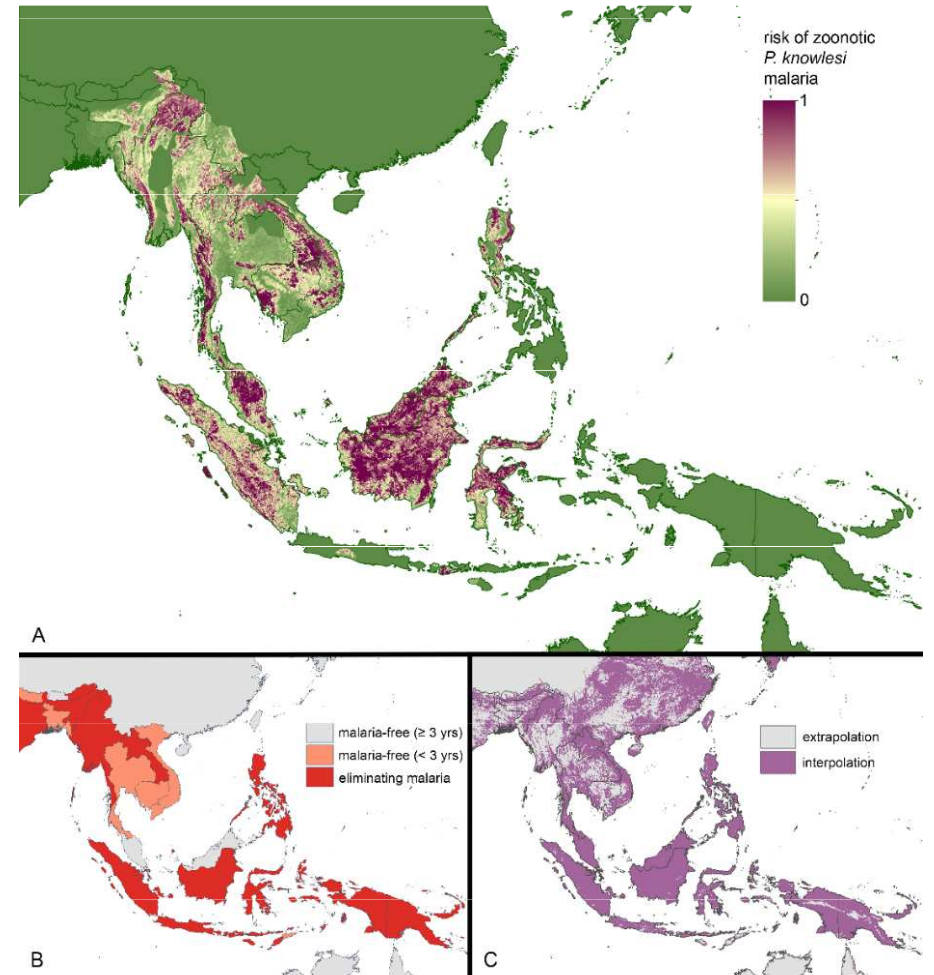 risk of zoonotic
P. knowlesi
malaria
1
0
A
malaria-free (≥ 3 yrs)
malaria-free (< 3 yrs)
eliminating malaria
B
extrapolation
interpolation
C